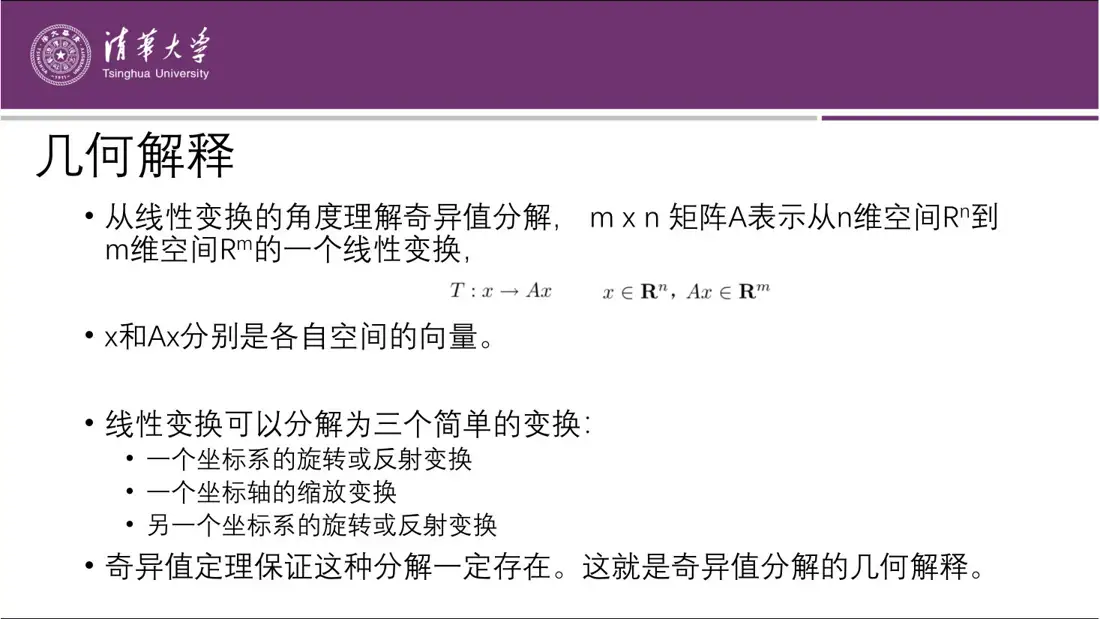 清华大学
Tsinghua University
几何解释
• 从线性变换的角度理解奇异值分解， m x n 矩阵A表示从n维空间Rⁿ到
m维空间Rᵐ的一个线性变换，
T : x → Ax x ∈ Rⁿ，Ax ∈ Rᵐ
• x和Ax分别是各自空间的向量。
• 线性变换可以分解为三个简单的变换：
• 一个坐标系的旋转或反射变换
• 一个坐标轴的缩放变换
• 另一个坐标系的旋转或反射变换
• 奇异值定理保证这种分解一定存在。这就是奇异值分解的几何解释。